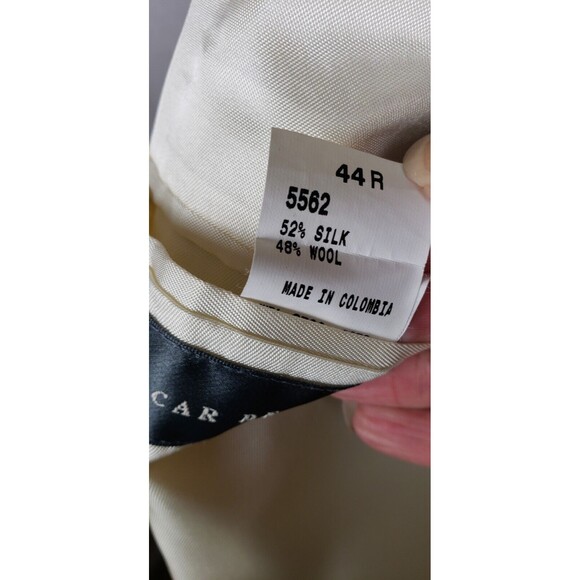 44R
5562
52% SILK
48% WOOL
MADE IN COLOMBIA
CAR